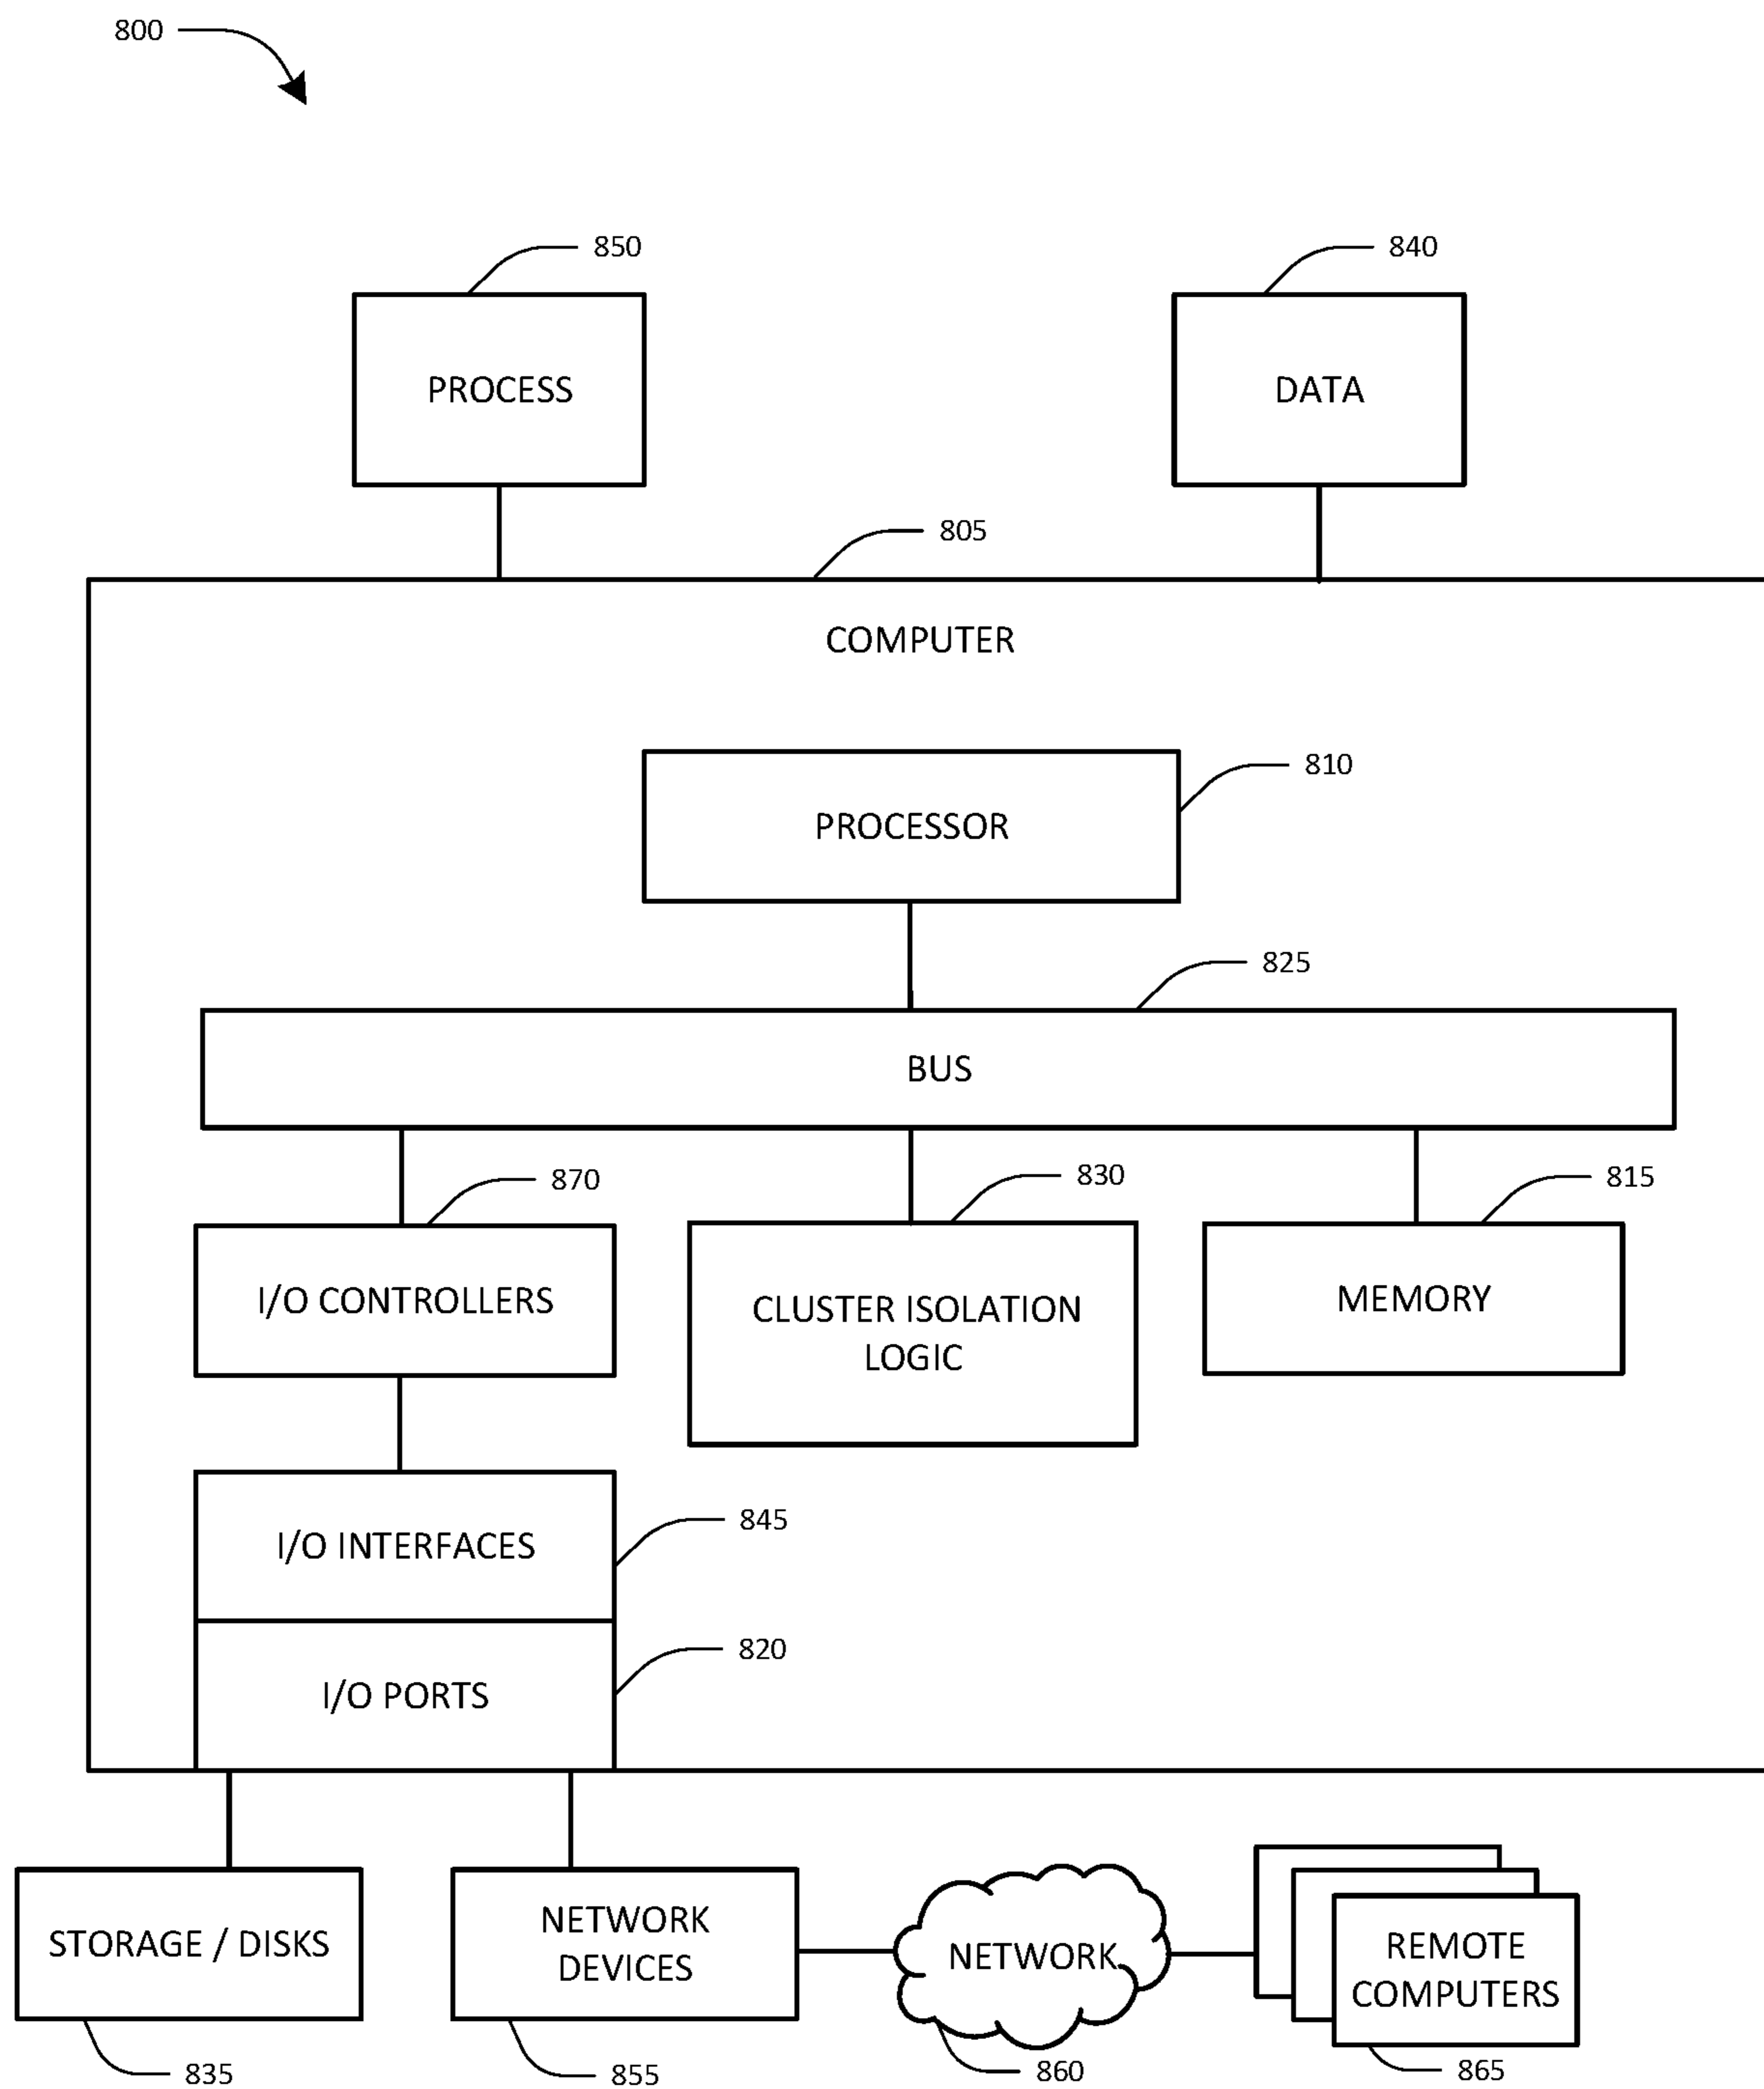 800
850
840
PROCESS
DATA
805
COMPUTER
810
PROCESSOR
825
BUS
870
830
815
I/O CONTROLLERS
CLUSTER ISOLATION
LOGIC
MEMORY
I/O INTERFACES
845
I/O PORTS
820
STORAGE / DISKS
NETWORK
DEVICES
NETWORK
REMOTE
COMPUTERS
835
855
860
865